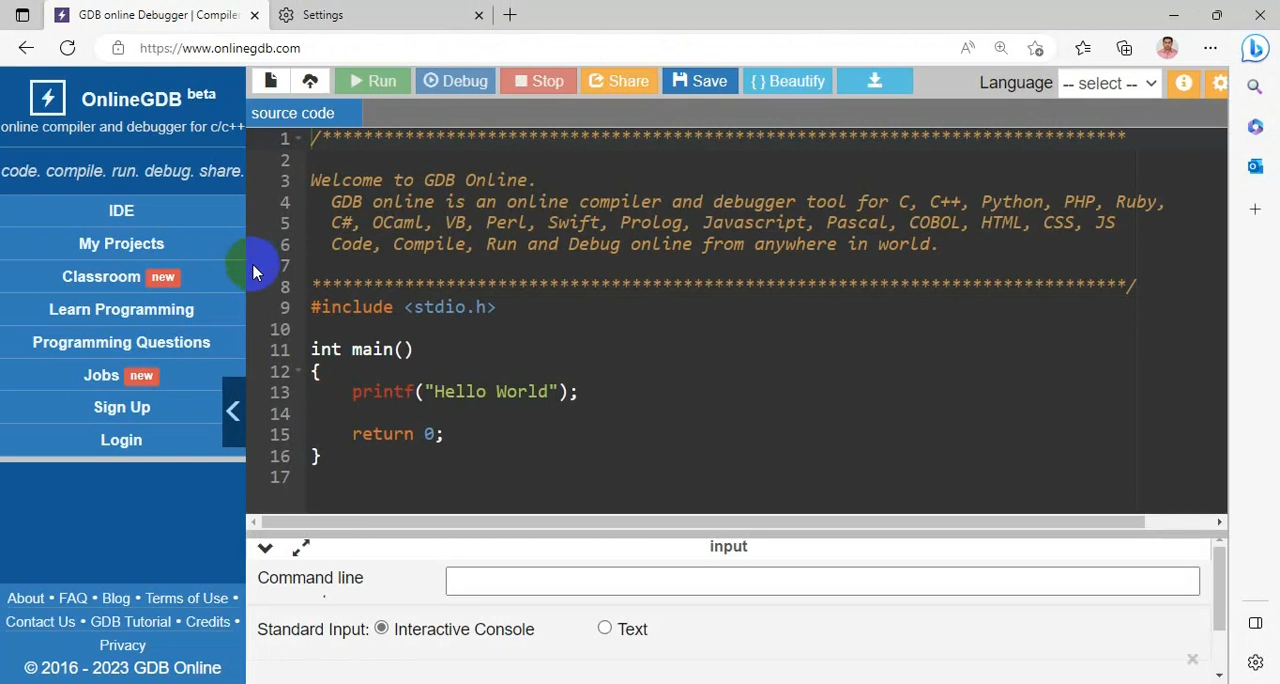 GDB online Debugger | Compiler
Settings
https://www.onlinegdb.com
OnlineGDB beta
online compiler and debugger for c/c++
code. compile. run. debug. share.
IDE
My Projects
Classroom new
Learn Programming
Programming Questions
Jobs new
Sign Up
Login
About • FAQ • Blog • Terms of Use •
Contact Us • GDB Tutorial • Credits •
Privacy
© 2016 - 2023 GDB Online
Run Debug Stop Share Save { } Beautify Language -- select --
source code
1 /******************************************************************************
2
3 Welcome to GDB Online.
4 GDB online is an online compiler and debugger tool for C, C++, Python, PHP, Ruby,
5 C#, OCaml, VB, Perl, Swift, Prolog, Javascript, Pascal, COBOL, HTML, CSS, JS
6 Code, Compile, Run and Debug online from anywhere in world.
7
8 *******************************************************************************/
9 #include <stdio.h>
10
11 int main()
12 {
13 printf("Hello World");
14
15 return 0;
16 }
17
input
Command line
Standard Input: Interactive Console Text